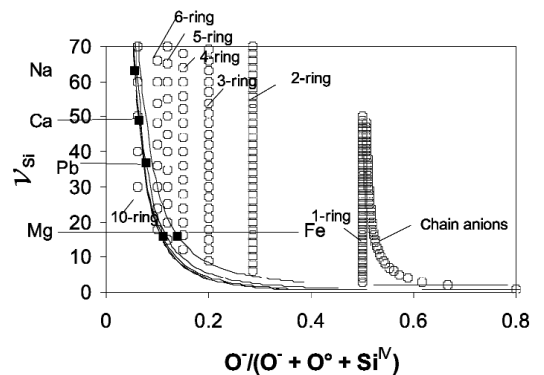 6-ring
5-ring
4-ring
3-ring
2-ring
1-ring
10-ring
Chain anions
Na
Ca
Pb
Mg
Fe
νSi
70
60
50
40
30
20
10
0
0 0.2 0.4 0.6 0.8
O⁻/(O⁻ + O° + Si^IV)